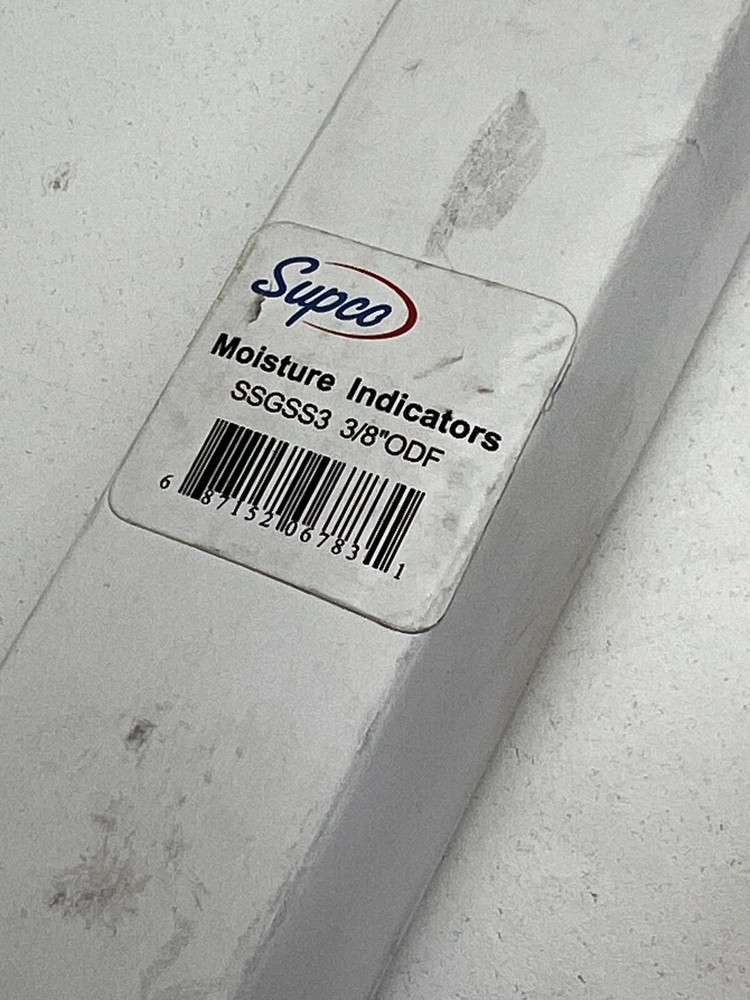 Supco
Moisture Indicators
SSGSS3 3/8"ODF
6 87152 06783 1